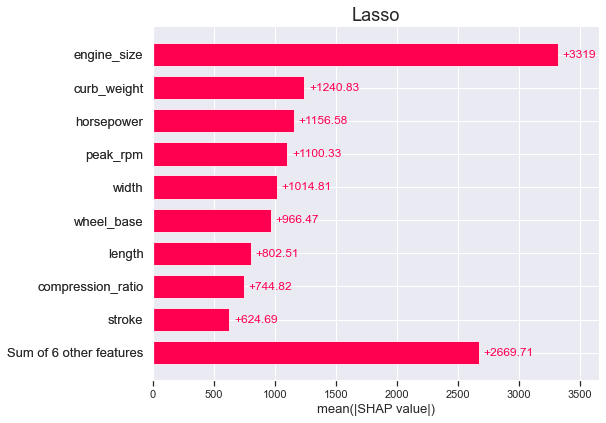 Lasso
engine_size +3319
curb_weight +1240.83
horsepower +1156.58
peak_rpm +1100.33
width +1014.81
wheel_base +966.47
length +802.51
compression_ratio +744.82
stroke +624.69
Sum of 6 other features +2669.71
0 500 1000 1500 2000 2500 3000 3500
mean(|SHAP value|)